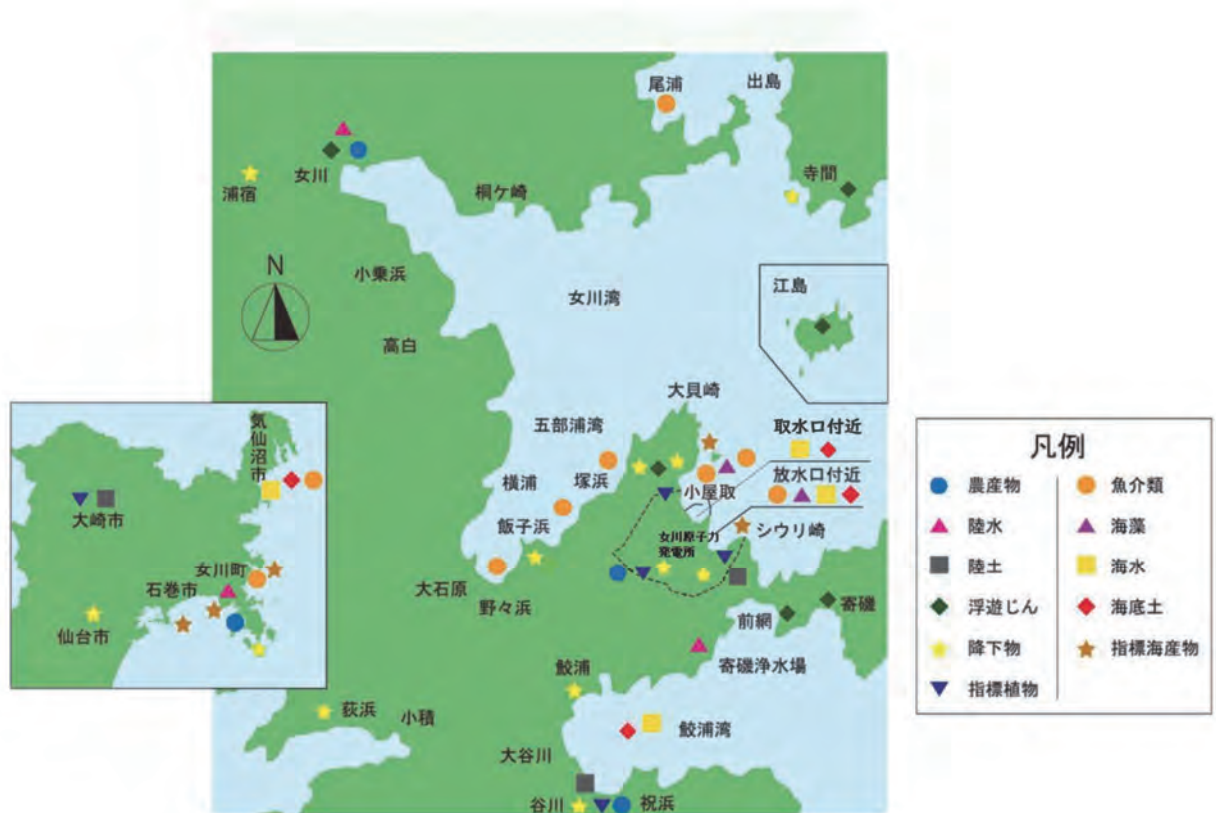 尾浦
出島
女川
浦宿
桐ケ崎
寺間
N
小乗浜
女川湾
江島
高白
大貝崎
五部浦湾
取水口付近
横浦
塚浜
放水口付近
小屋取
飯子浜
シウリ崎
女川原子力
発電所
大石原
野々浜
前網
寄磯
寄磯浄水場
鮫浦
荻浜
小積
鮫浦湾
大谷川
谷川
祝浜
気仙沼市
大崎市
女川町
石巻市
仙台市
凡例
農産物
魚介類
陸水
海藻
陸土
海水
浮遊じん
海底土
降下物
指標海産物
指標植物